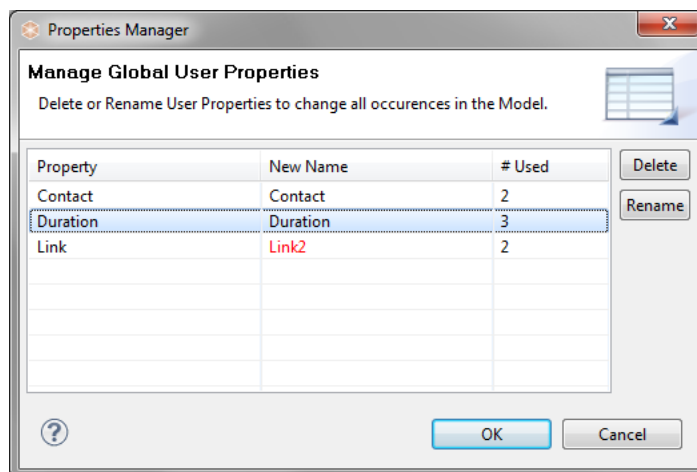 Properties Manager
Manage Global User Properties
Delete or Rename User Properties to change all occurences in the Model.
Property New Name # Used
Contact Contact 2
Duration Duration 3
Link Link2 2
Delete
Rename
? OK Cancel